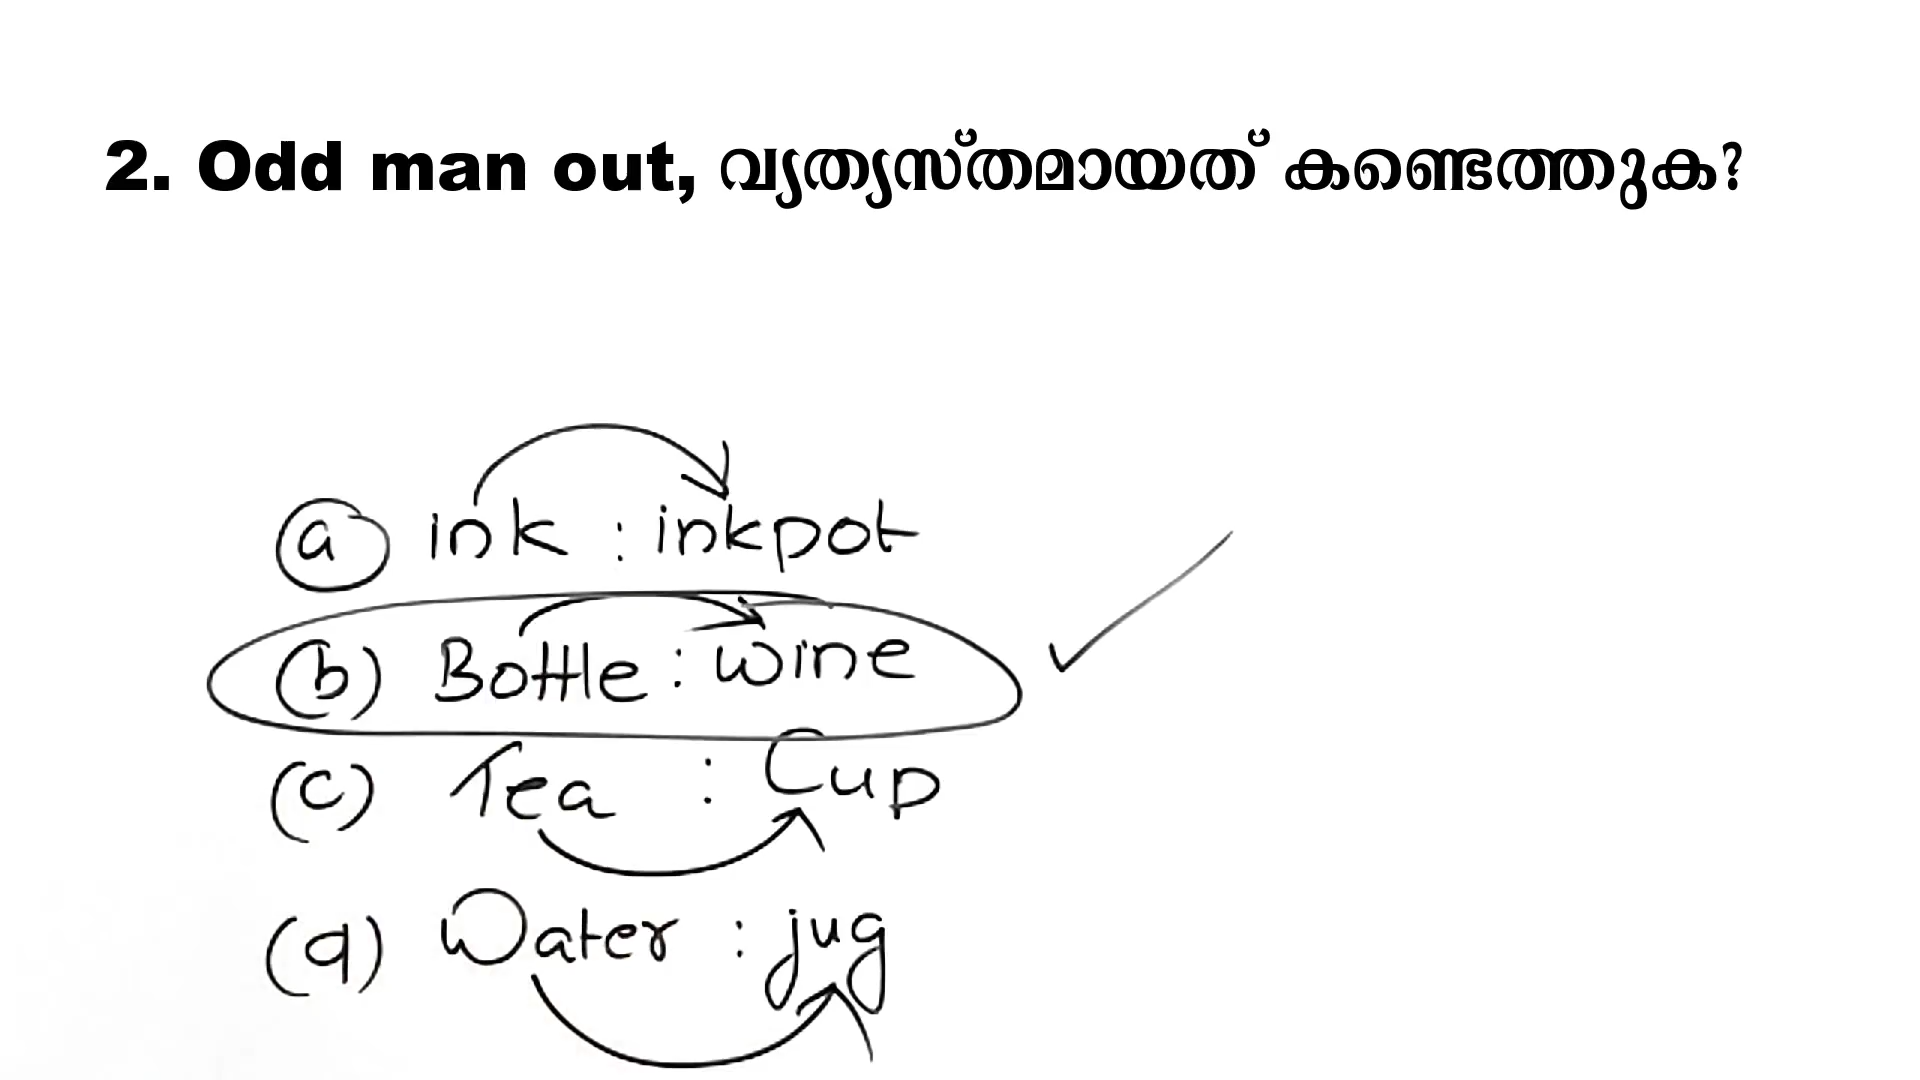 2. Odd man out, വ്യത്യസ്തമായത് കണ്ടെത്തുക?
(a) ink : inkpot
(b) Bottle : wine
(c) Tea : Cup
(d) Water : jug